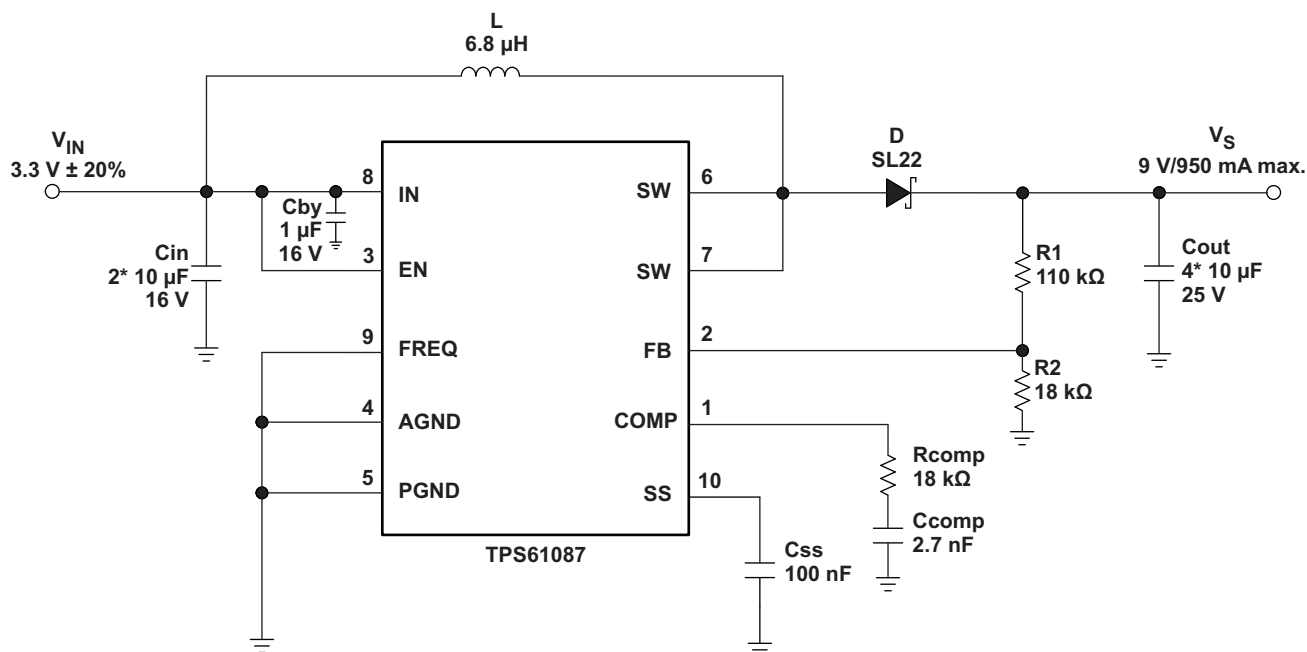 L
6.8 µH
VIN
3.3 V ± 20%
D
SL22
VS
9 V/950 mA max.
8
IN
SW
6
Cby
1 µF
16 V
Cin
2* 10 µF
16 V
3
EN
SW
7
R1
110 kΩ
Cout
4* 10 µF
25 V
9
FREQ
FB
2
R2
18 kΩ
4
AGND
COMP
1
Rcomp
18 kΩ
5
PGND
SS
10
Ccomp
2.7 nF
TPS61087
Css
100 nF